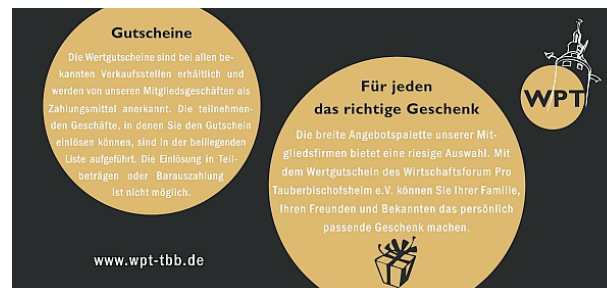 Gutscheine
Die Wertgutscheine sind bei allen be-
kannten Verkaufsstellen erhältlich und
werden von unseren Mitgliedsgeschäften als
Zahlungsmittel anerkannt. Die teilnehmen-
den Geschäfte, in denen Sie den Gutschein
einlösen können, sind in der beiliegenden
Liste aufgeführt. Die Einlösung in Teil-
beträgen oder Barauszahlung
ist nicht möglich.
www.wpt-tbb.de
Für jeden
das richtige Geschenk
Die breite Angebotspalette unserer Mit-
gliedsfirmen bietet eine riesige Auswahl. Mit
dem Wertgutschein des Wirtschaftsforum Pro
Tauberbischofsheim e.V. können Sie Ihrer Familie,
Ihren Freunden und Bekannten das persönlich
passende Geschenk machen.
WPT